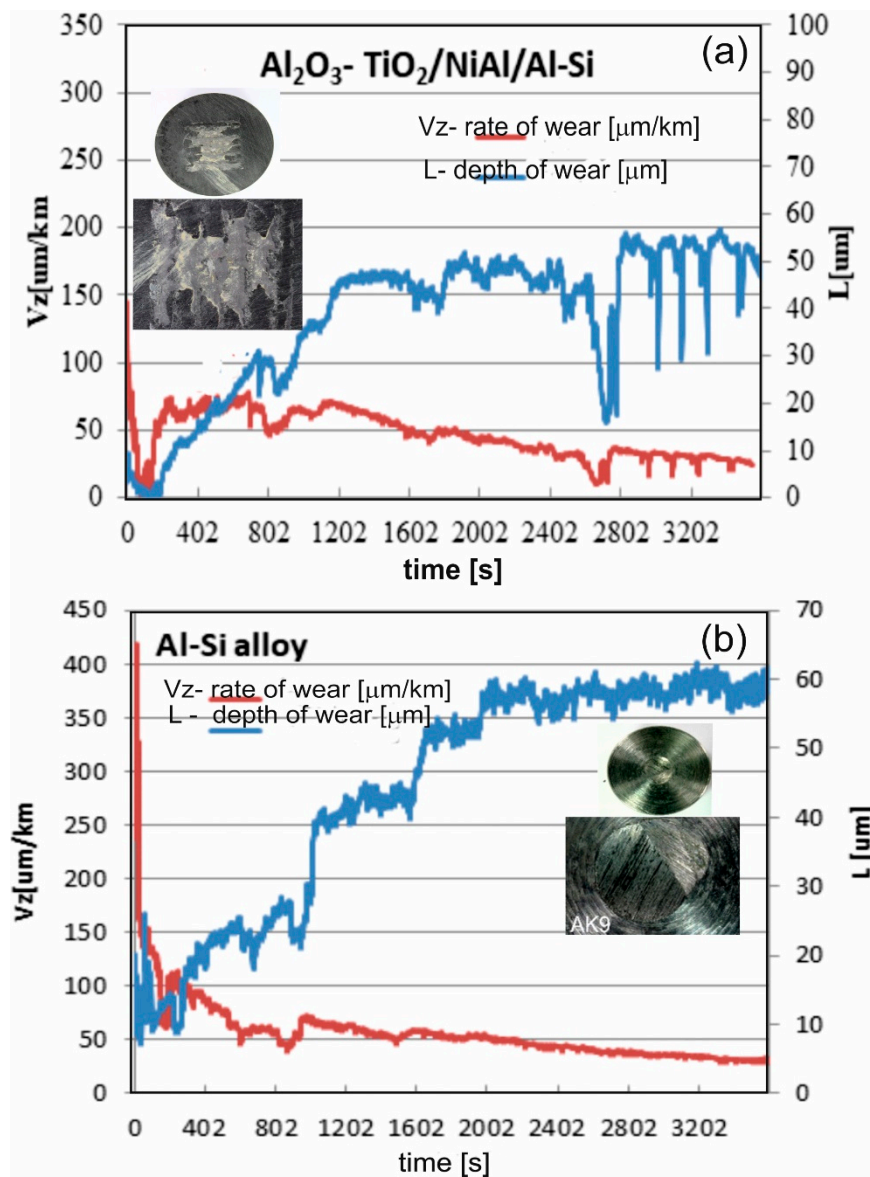 350
300
250
200
150
100
50
0
Vz[um/km
Al₂O₃- TiO₂/NiAl/Al-Si
(a)
Vz- rate of wear [μm/km]
L- depth of wear [μm]
100
90
80
70
60
50
40
30
20
10
0
L[um]
0 402 802 1202 1602 2002 2402 2802 3202
time [s]
450
400
350
300
250
200
150
100
50
0
Vz[um/km
Al-Si alloy
(b)
Vz- rate of wear [μm/km]
L - depth of wear [μm]
AK9
70
60
50
40
30
20
10
0
L [um]
0 402 802 1202 1602 2002 2402 2802 3202
time [s]